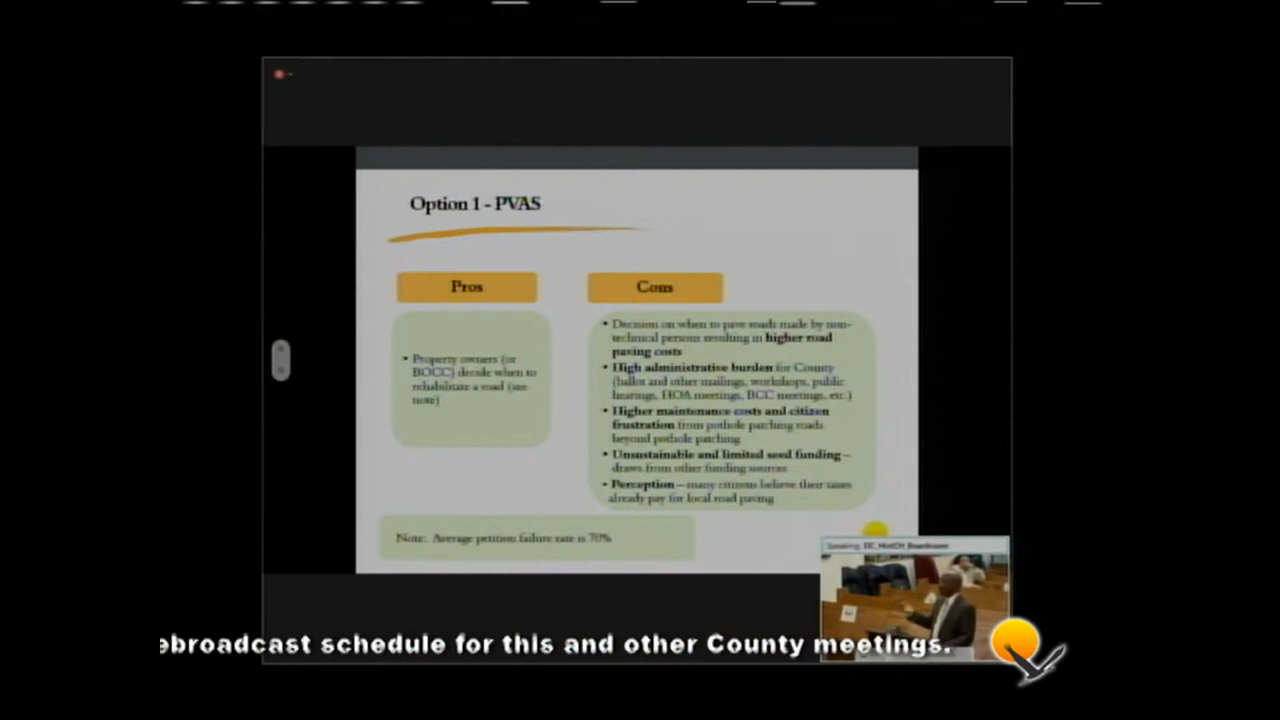 Option 1 - PVAS
Pros
Cons
• Property owners (or
BOCC) decide when to
rehabilitate a road (see
note)
• Decision on when to pave roads made by non-
technical persons resulting in higher road
paving costs
• High administrative burden for County
(ballot and other mailings, workshops, public
hearings, HOA meetings, BCC meetings, etc.)
• Higher maintenance costs and citizen
frustration from pothole patching roads
beyond pothole patching
• Unsustainable and limited seed funding –
draws from other funding sources
• Perception – many citizens believe their taxes
already pay for local road paving
Note: Average petition failure rate is 70%
Speaking:
ebroadcast schedule for this and other County meetings.